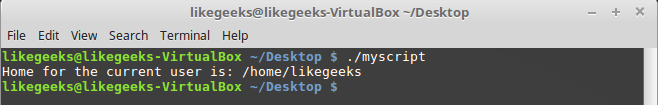 likegeeks@likegeeks-VirtualBox ~/Desktop
File Edit View Search Terminal Help
likegeeks@likegeeks-VirtualBox ~/Desktop $ ./myscript
Home for the current user is: /home/likegeeks
likegeeks@likegeeks-VirtualBox ~/Desktop $